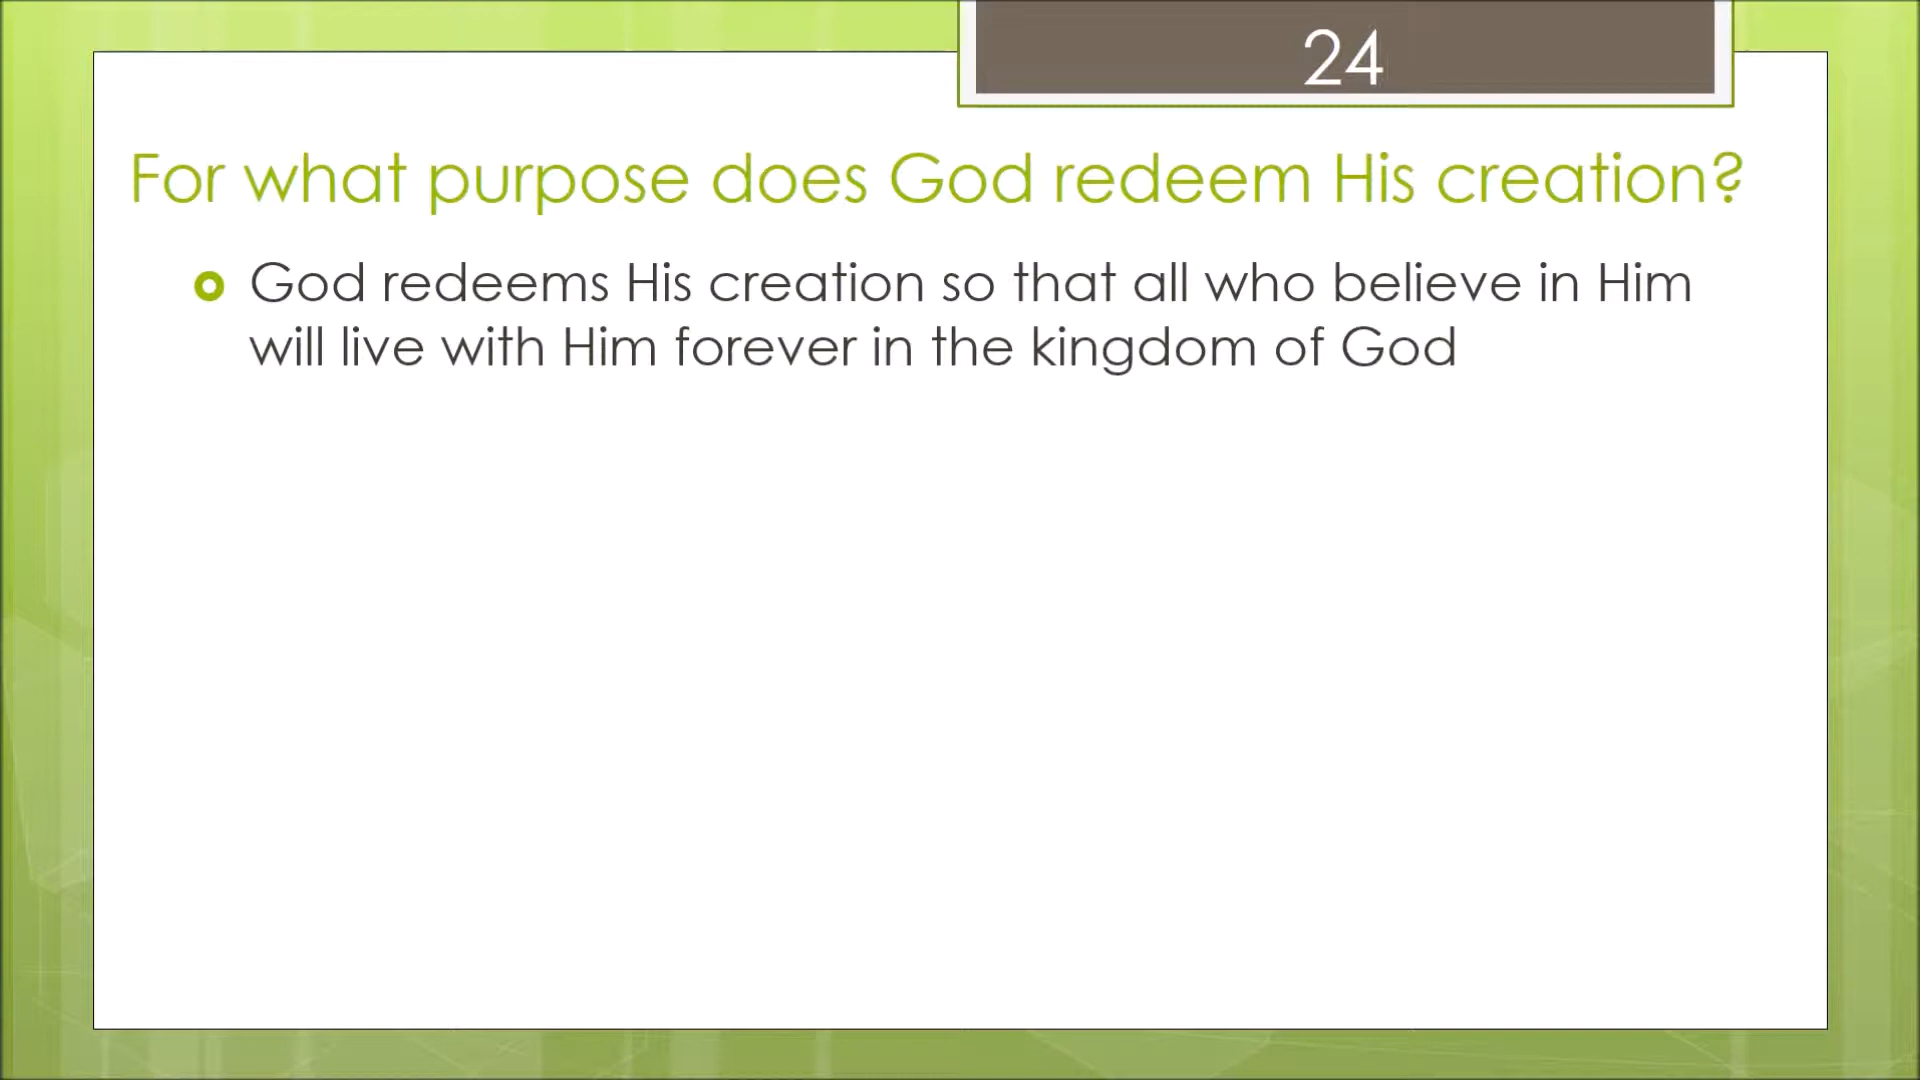 24
For what purpose does God redeem His creation?
God redeems His creation so that all who believe in Him
will live with Him forever in the kingdom of God